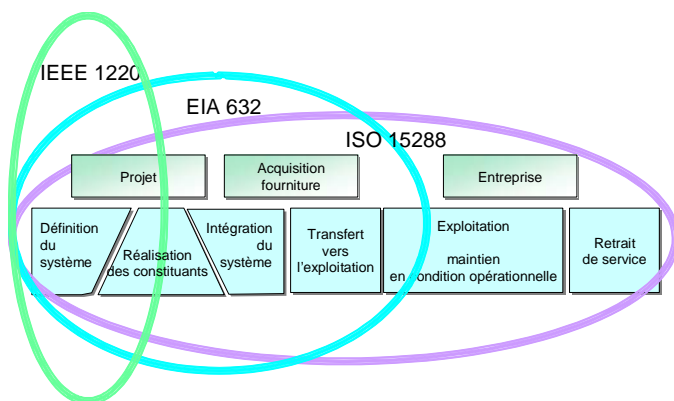 IEEE 1220
EIA 632
ISO 15288
Projet
Acquisition
fourniture
Entreprise
Définition
du
système
Réalisation
des constituants
Intégration
du
système
Transfert
vers
l'exploitation
Exploitation
maintien
en condition opérationnelle
Retrait
de service